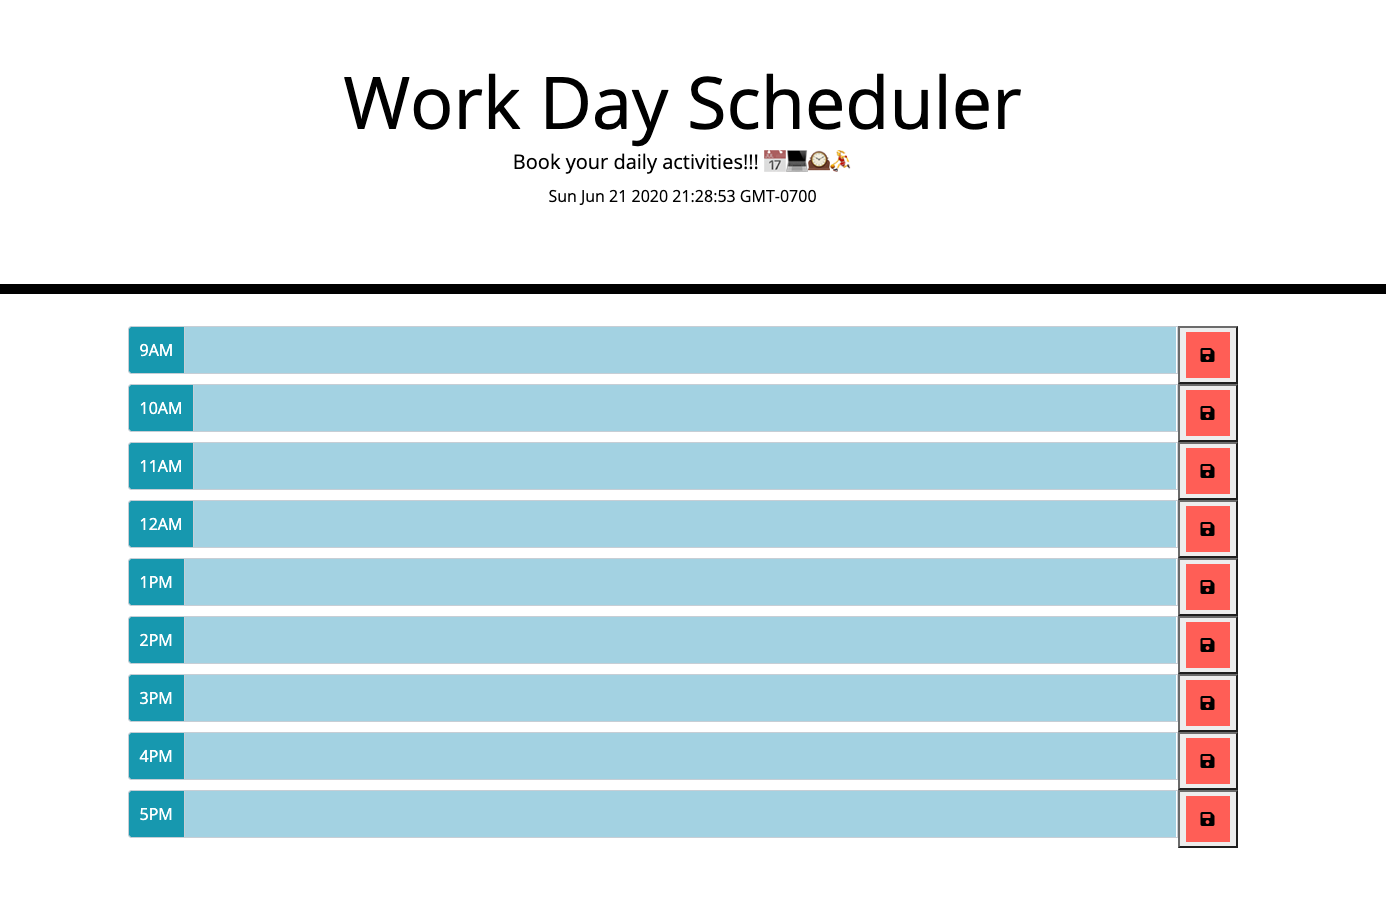 Work Day Scheduler
Book your daily activities!!! 📅💻🕰️⛹️
Sun Jun 21 2020 21:28:53 GMT-0700
9AM
10AM
11AM
12AM
1PM
2PM
3PM
4PM
5PM